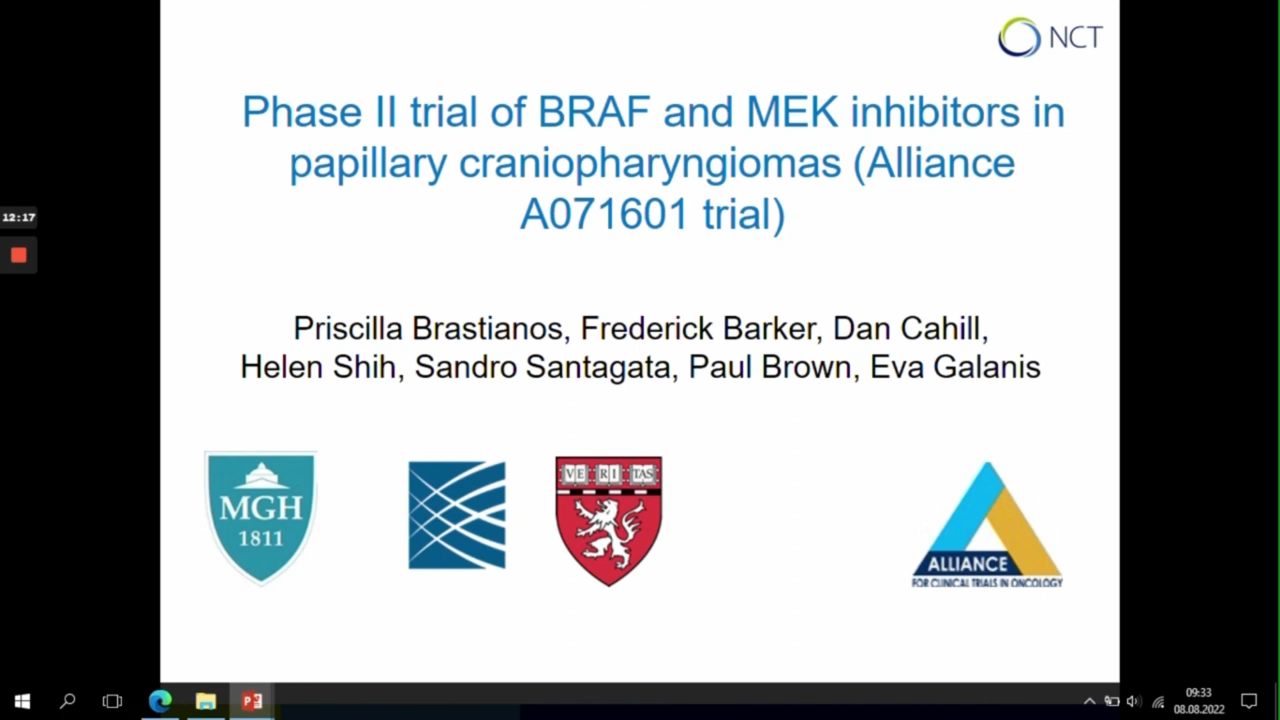 NCT
Phase II trial of BRAF and MEK inhibitors in
papillary craniopharyngiomas (Alliance
A071601 trial)
12:17
Priscilla Brastianos, Frederick Barker, Dan Cahill,
Helen Shih, Sandro Santagata, Paul Brown, Eva Galanis
MGH
1811
VE RI TAS
ALLIANCE
FOR CLINICAL TRIALS IN ONCOLOGY
09:33
08.08.2022